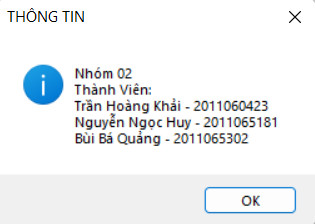 THÔNG TIN
Nhóm 02
Thành Viên:
Trần Hoàng Khải - 2011060423
Nguyễn Ngọc Huy - 2011065181
Bùi Bá Quảng - 2011065302
OK